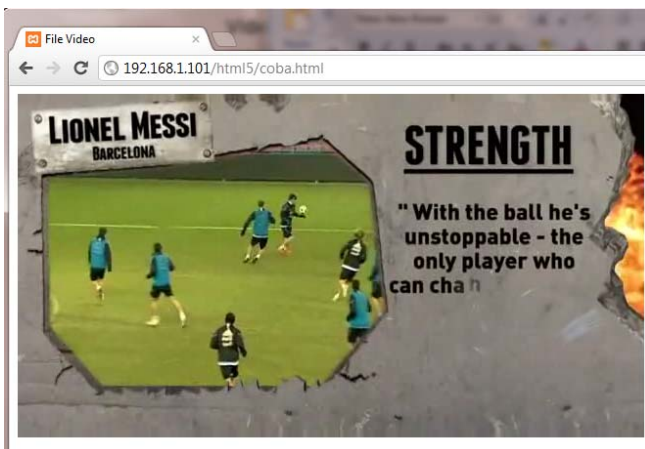 File Video
192.168.1.101/html5/coba.html
LIONEL MESSI
BARCELONA
STRENGTH
" With the ball he's
unstoppable - the
only player who
can chan